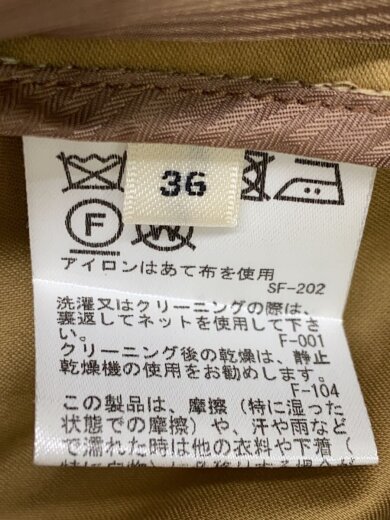 36
F
W
アイロンはあて布を使用
SF-202
洗濯又はクリーニングの際は、
裏返してネットを使用して下さ
い。
F-001
クリーニング後の乾燥は、静止
乾燥機の使用をお勧めします。
F-104
この製品は、摩擦（特に湿った
状態での摩擦）や、汗や雨など
で濡れた時は他の衣料や下着（